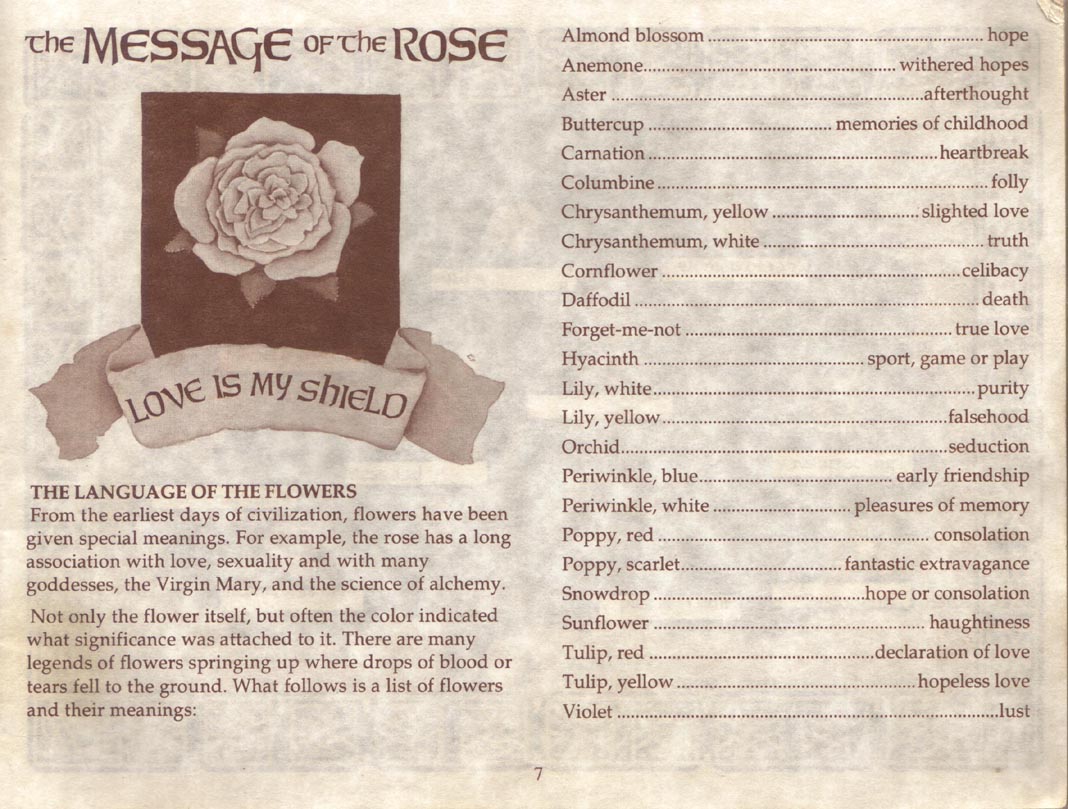 the MESSAGE OF the ROSE
LOVE IS MY SHIELD
THE LANGUAGE OF THE FLOWERS
From the earliest days of civilization, flowers have been
given special meanings. For example, the rose has a long
association with love, sexuality and with many
goddesses, the Virgin Mary, and the science of alchemy.
Not only the flower itself, but often the color indicated
what significance was attached to it. There are many
legends of flowers springing up where drops of blood or
tears fell to the ground. What follows is a list of flowers
and their meanings:
Almond blossom ... hope
Anemone ... withered hopes
Aster ... afterthought
Buttercup ... memories of childhood
Carnation ... heartbreak
Columbine ... folly
Chrysanthemum, yellow ... slighted love
Chrysanthemum, white ... truth
Cornflower ... celibacy
Daffodil ... death
Forget-me-not ... true love
Hyacinth ... sport, game or play
Lily, white ... purity
Lily, yellow ... falsehood
Orchid ... seduction
Periwinkle, blue ... early friendship
Periwinkle, white ... pleasures of memory
Poppy, red ... consolation
Poppy, scarlet ... fantastic extravagance
Snowdrop ... hope or consolation
Sunflower ... haughtiness
Tulip, red ... declaration of love
Tulip, yellow ... hopeless love
Violet ... lust
7